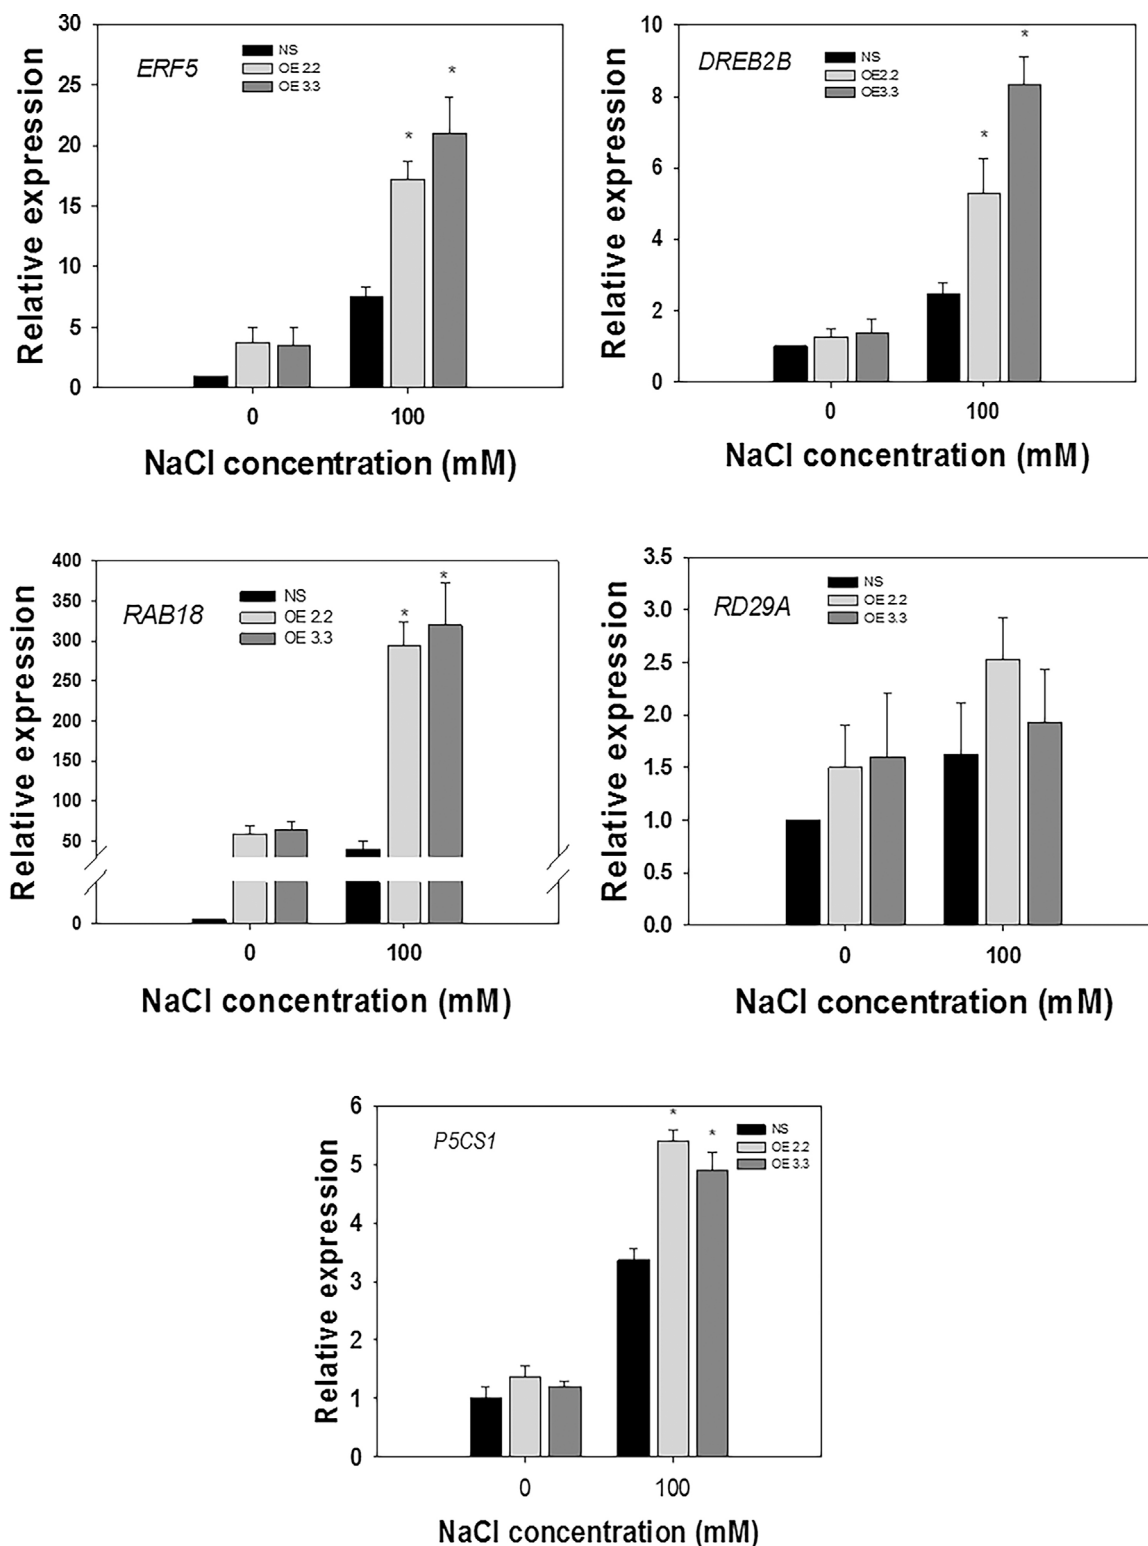 ERF5
NS
OE 2.2
OE 3.3
Relative expression
30
25
20
15
10
5
0
*
*
0
100
NaCl concentration (mM)
DREB2B
NS
OE2.2
OE3.3
Relative expression
10
8
6
4
2
0
*
*
0
100
NaCl concentration (mM)
RAB18
NS
OE 2.2
OE 3.3
Relative expression
400
350
300
250
200
150
100
50
0
*
*
0
100
NaCl concentration (mM)
RD29A
NS
OE 2.2
OE 3.3
Relative expression
3.5
3.0
2.5
2.0
1.5
1.0
0.5
0.0
0
100
NaCl concentration (mM)
P5CS1
NS
OE 2.2
OE 3.3
Relative expression
6
5
4
3
2
1
0
*
*
0
100
NaCl concentration (mM)